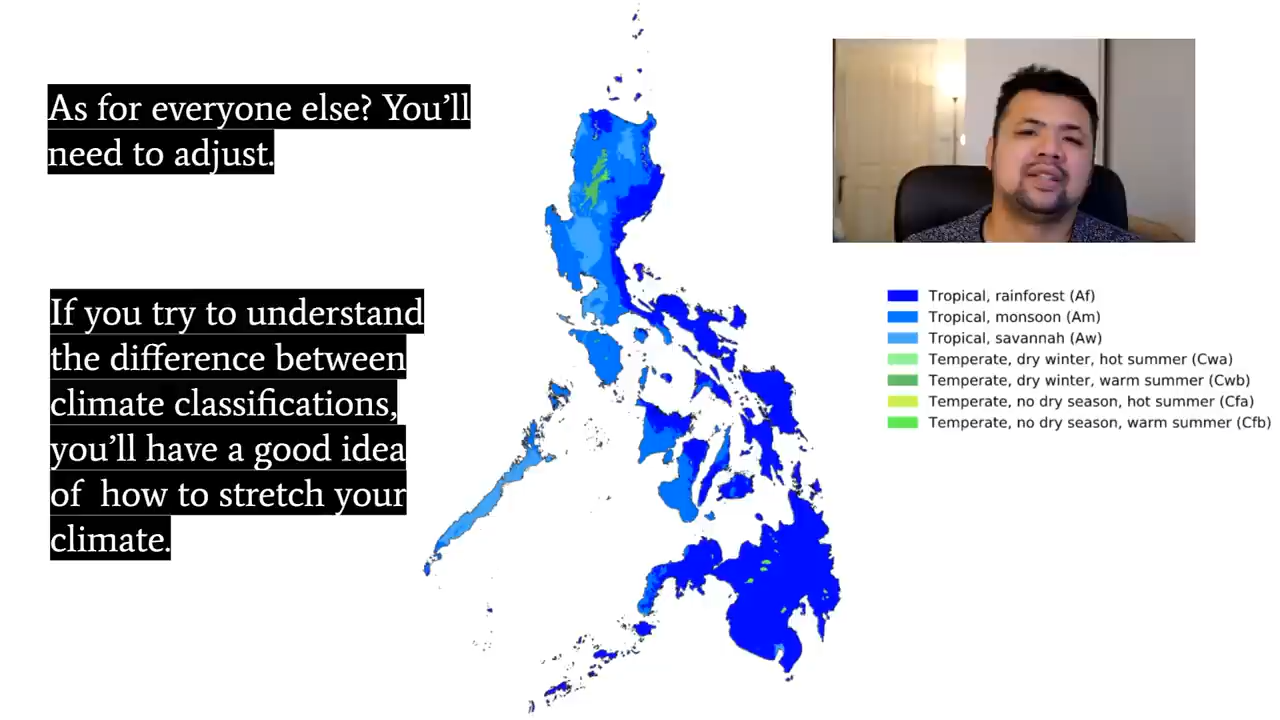 As for everyone else? You’ll
need to adjust.
If you try to understand
the difference between
climate classifications,
you’ll have a good idea
of how to stretch your
climate.
Tropical, rainforest (Af)
Tropical, monsoon (Am)
Tropical, savannah (Aw)
Temperate, dry winter, hot summer (Cwa)
Temperate, dry winter, warm summer (Cwb)
Temperate, no dry season, hot summer (Cfa)
Temperate, no dry season, warm summer (Cfb)